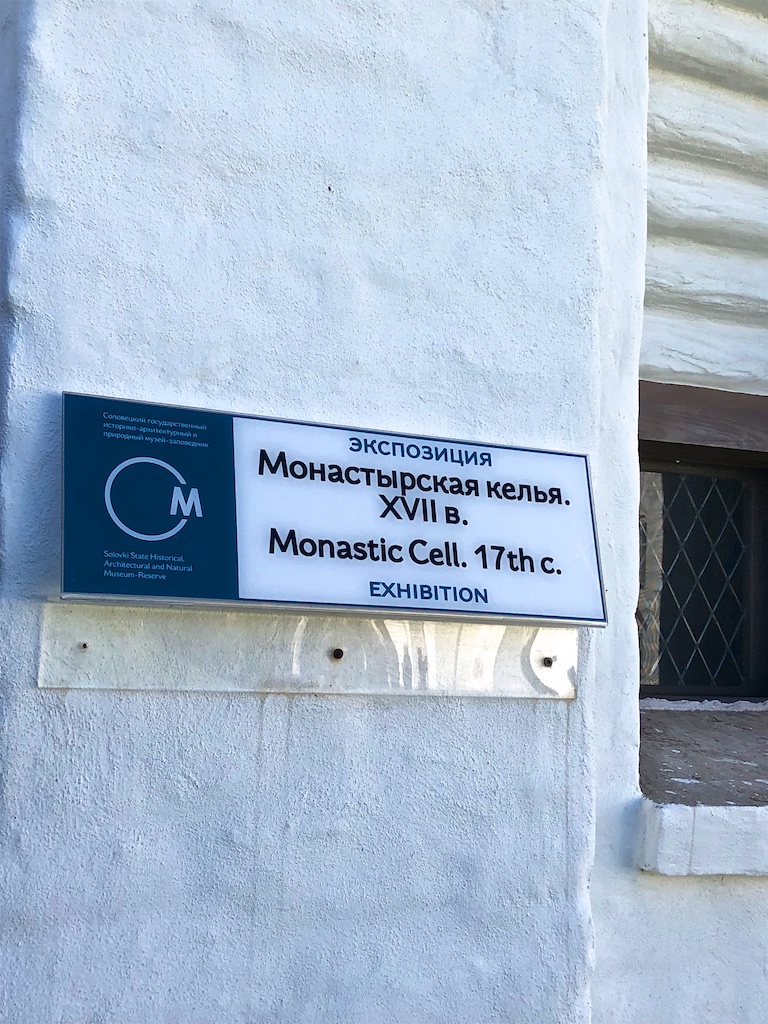 Соловецкий государственный
историко-архитектурный и
природный музей-заповедник
СМ
Solovki State Historical,
Architectural and Natural
Museum-Reserve
ЭКСПОЗИЦИЯ
Монастырская келья.
XVII в.
Monastic Cell. 17th c.
EXHIBITION